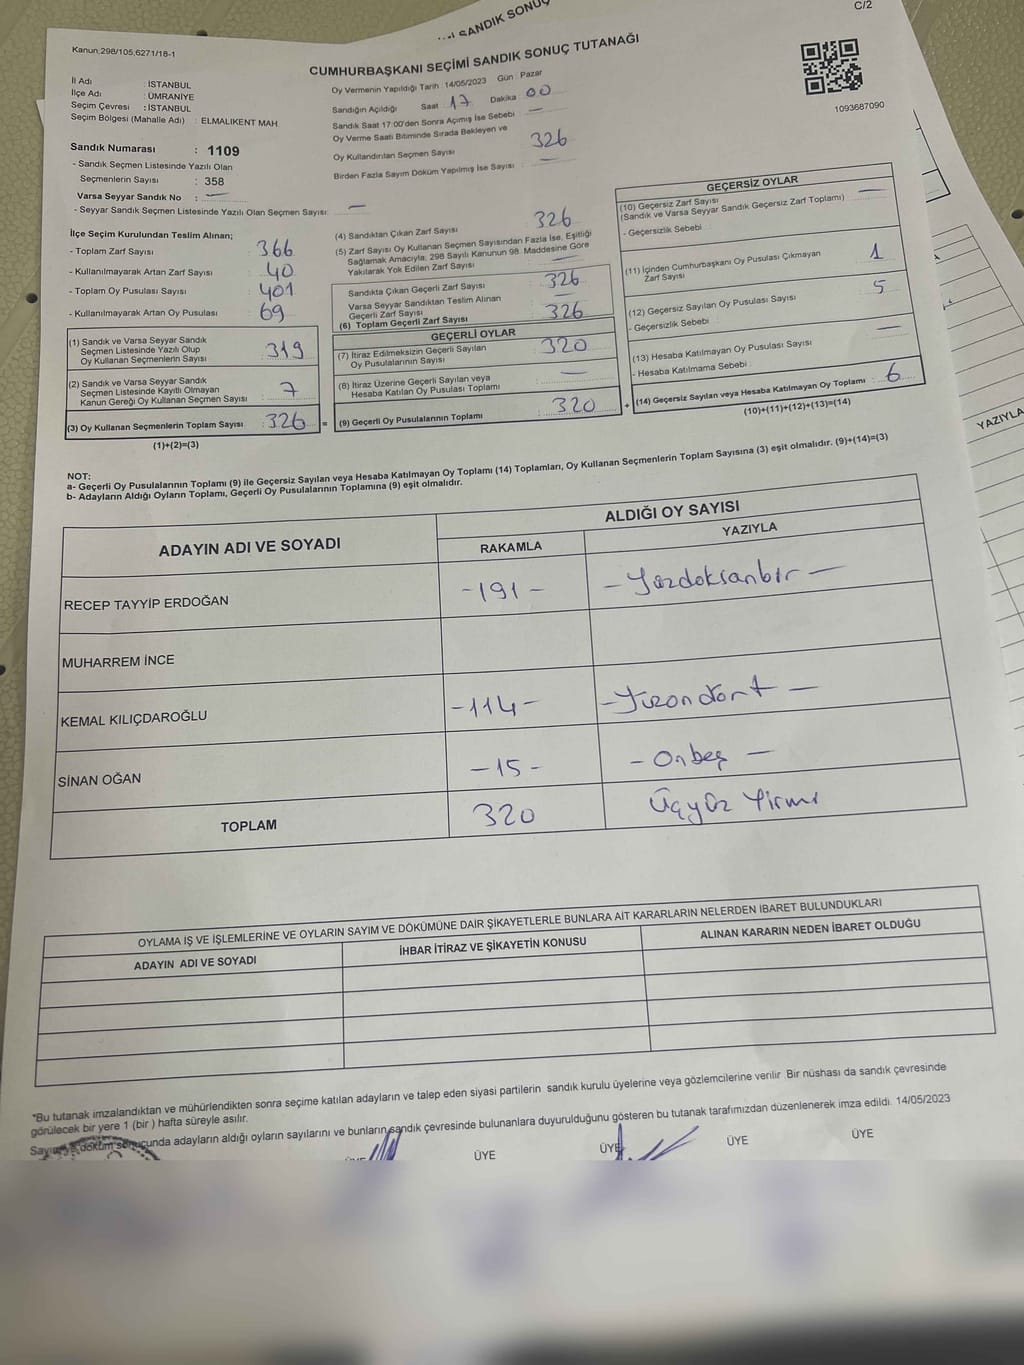 ... SANDIK SONUÇ
C/2
Kanun;298/105,6271/18-1
CUMHURBAŞKANI SEÇİMİ SANDIK SONUÇ TUTANAĞI
İl Adı : İSTANBUL
İlçe Adı : ÜMRANİYE
Seçim Çevresi : İSTANBUL
Seçim Bölgesi (Mahalle Adı) : ELMALIKENT MAH
Sandık Numarası : 1109
- Sandık Seçmen Listesinde Yazılı Olan
Seçmenlerin Sayısı : 358
Varsa Seyyar Sandık No : —
- Seyyar Sandık Seçmen Listesinde Yazılı Olan Seçmen Sayısı: —
Oy Vermenin Yapıldığı Tarih 14/05/2023 Gün : Pazar
Sandığın Açıldığı Saat 17 Dakika 00
Sandık Saat 17:00'den Sonra Açımış İse Sebebi : —
Oy Verme Saati Bitiminde Sırada Bekleyen ve
Oy Kullandırılan Seçmen Sayısı 326
Birden Fazla Sayım Döküm Yapılmış İse Sayısı : —
1093687090
İlçe Seçim Kurulundan Teslim Alınan;
- Toplam Zarf Sayısı : 366
- Kullanılmayarak Artan Zarf Sayısı : 40
- Toplam Oy Pusulası Sayısı : 401
- Kullanılmayarak Artan Oy Pusulası : 69
(1) Sandık ve Varsa Seyyar Sandık
Seçmen Listesinde Yazılı Olup
Oy Kullanan Seçmenlerin Sayısı : 319
(2) Sandık ve Varsa Seyyar Sandık
Seçmen Listesinde Kayıtlı Olmayan
Kanun Gereği Oy Kullanan Seçmen Sayısı : 7
(3) Oy Kullanan Seçmenlerin Toplam Sayısı : 326 =
(1)+(2)=(3)
(4) Sandıktan Çıkan Zarf Sayısı : 326
(5) Zarf Sayısı Oy Kullanan Seçmen Sayısından Fazla İse, Eşitliği
Sağlamak Amacıyla, 298 Sayılı Kanunun 98. Maddesine Göre
Yakılarak Yok Edilen Zarf Sayısı : —
Sandıkta Çıkan Geçerli Zarf Sayısı : 326
Varsa Seyyar Sandıktan Teslim Alınan
Geçerli Zarf Sayısı : —
(6) Toplam Geçerli Zarf Sayısı : 326
GEÇERLİ OYLAR
(7) İtiraz Edilmeksizin Geçerli Sayılan
Oy Pusulalarının Sayısı : 320
(8) İtiraz Üzerine Geçerli Sayılan veya
Hesaba Katılan Oy Pusulası Toplamı : —
(9) Geçerli Oy Pusulalarının Toplamı : 320 +
GEÇERSİZ OYLAR
(10) Geçersiz Zarf Sayısı : —
(Sandık ve Varsa Seyyar Sandık Geçersiz Zarf Toplamı)
- Geçersizlik Sebebi :
(11) İçinden Cumhurbaşkanı Oy Pusulası Çıkmayan
Zarf Sayısı : 1
(12) Geçersiz Sayılan Oy Pusulası Sayısı : 5
- Geçersizlik Sebebi :
(13) Hesaba Katılmayan Oy Pusulası Sayısı : —
- Hesaba Katılmama Sebebi :
(14) Geçersiz Sayılan veya Hesaba Katılmayan Oy Toplamı : 6
(10)+(11)+(12)+(13)=(14)
NOT:
a- Geçerli Oy Pusulalarının Toplamı (9) ile Geçersiz Sayılan veya Hesaba Katılmayan Oy Toplamı (14) Toplamları, Oy Kullanan Seçmenlerin Toplam Sayısına (3) eşit olmalıdır. (9)+(14)=(3)
b- Adayların Aldığı Oyların Toplamı, Geçerli Oy Pusulalarının Toplamına (9) eşit olmalıdır.
ADAYIN ADI VE SOYADI
ALDIĞI OY SAYISI
RAKAMLA YAZIYLA
RECEP TAYYİP ERDOĞAN -191- -Yüzdoksanbir-
MUHARREM İNCE
KEMAL KILIÇDAROĞLU -114- -Yüzondört-
SİNAN OĞAN -15- -Onbeş-
TOPLAM 320 Üçyüz Yirmi
YAZIYLA
OYLAMA İŞ VE İŞLEMLERİNE VE OYLARIN SAYIM VE DÖKÜMÜNE DAİR ŞİKAYETLERLE BUNLARA AİT KARARLARIN NELERDEN İBARET BULUNDUKLARI
ADAYIN ADI VE SOYADI İHBAR İTİRAZ VE ŞİKAYETİN KONUSU ALINAN KARARIN NEDEN İBARET OLDUĞU
*Bu tutanak imzalandıktan ve mühürlendikten sonra seçime katılan adayların ve talep eden siyasi partilerin sandık kurulu üyelerine veya gözlemcilerine verilir. Bir nüshası da sandık çevresinde
görülecek bir yere 1 (bir ) hafta süreyle asılır.
Sayım ve döküm sonucunda adayların aldığı oyların sayılarını ve bunların sandık çevresinde bulunanlara duyurulduğunu gösteren bu tutanak tarafımızdan düzenlenerek imza edildi. 14/05/2023
ÜYE ÜYE ÜYE ÜYE ÜYE